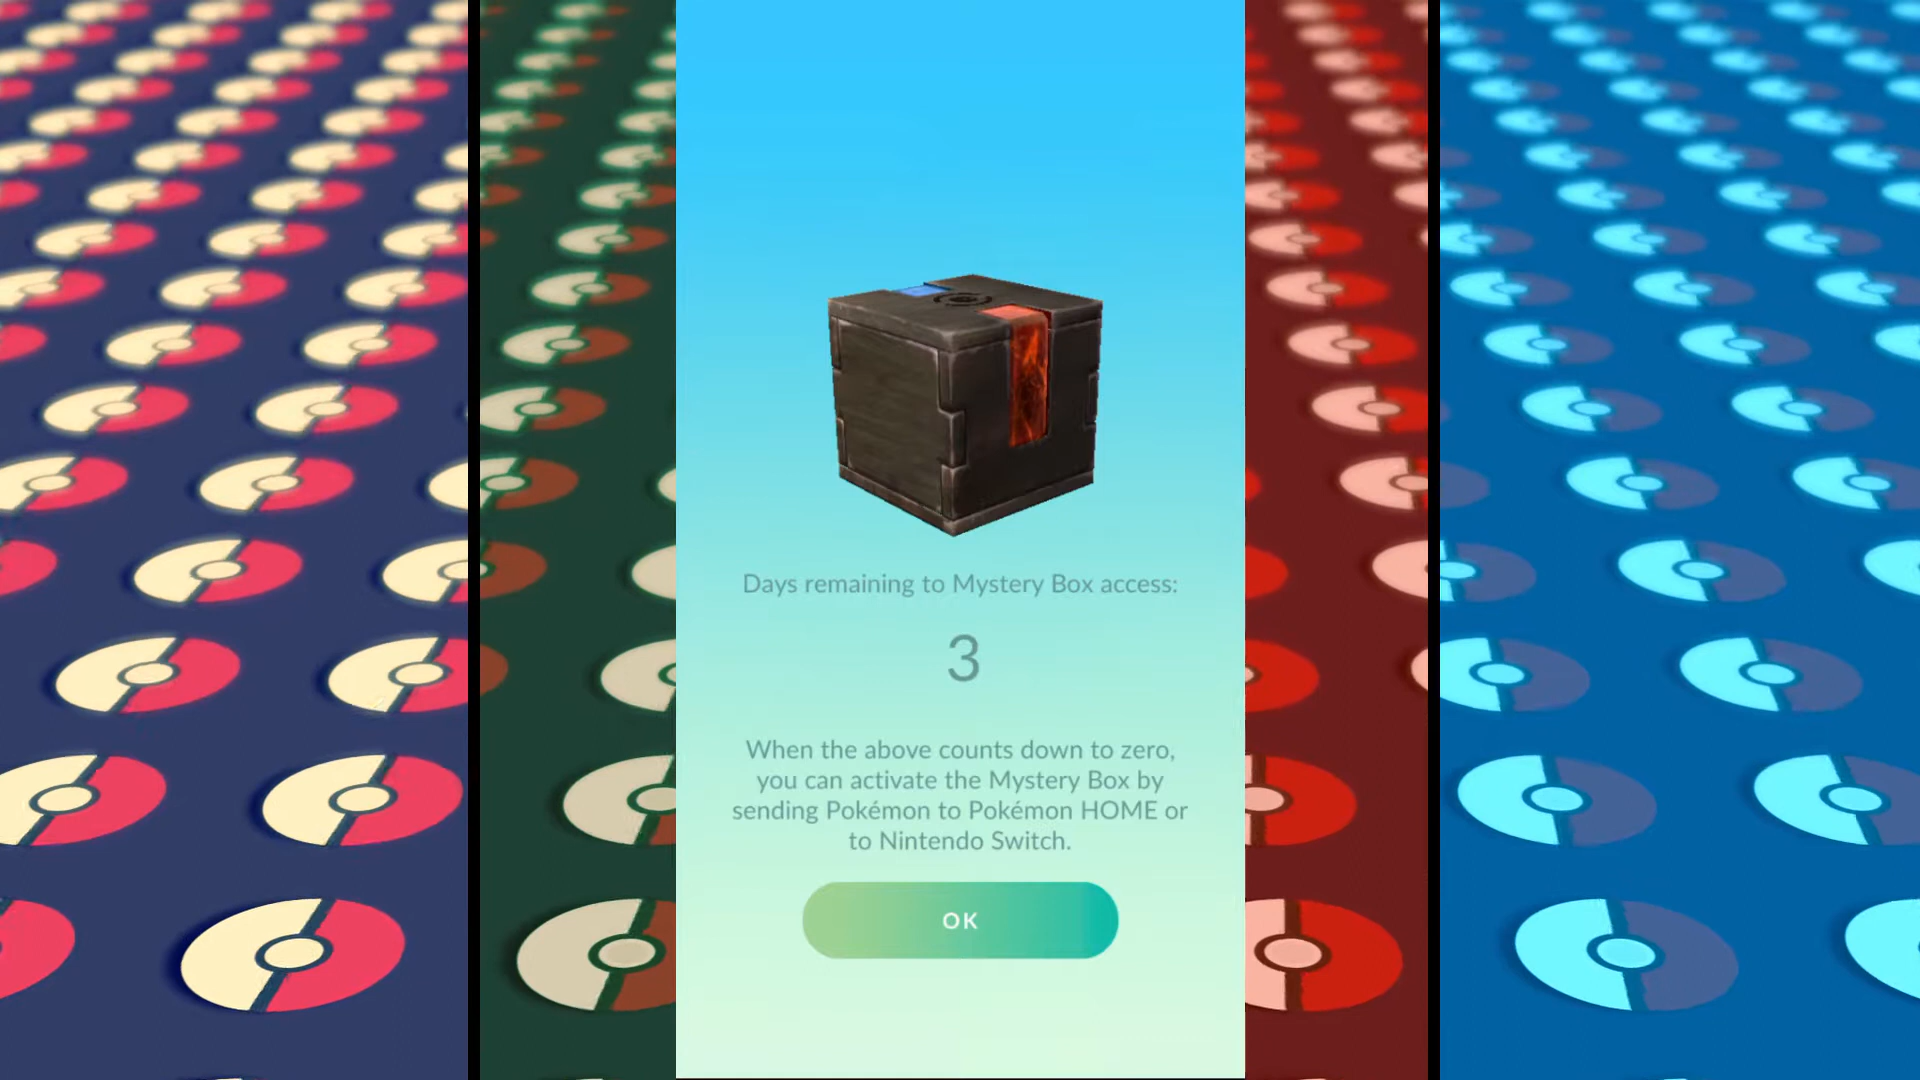 Days remaining to Mystery Box access:
3
When the above counts down to zero,
you can activate the Mystery Box by
sending Pokémon to Pokémon HOME or
to Nintendo Switch.
OK